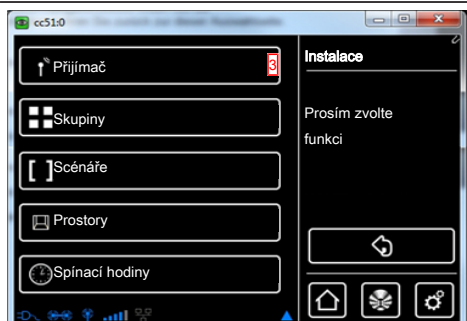 cc51:0
Přijímač
3
Skupiny
Scénáře
Prostory
Spínací hodiny
Instalace
Prosím zvolte
funkci